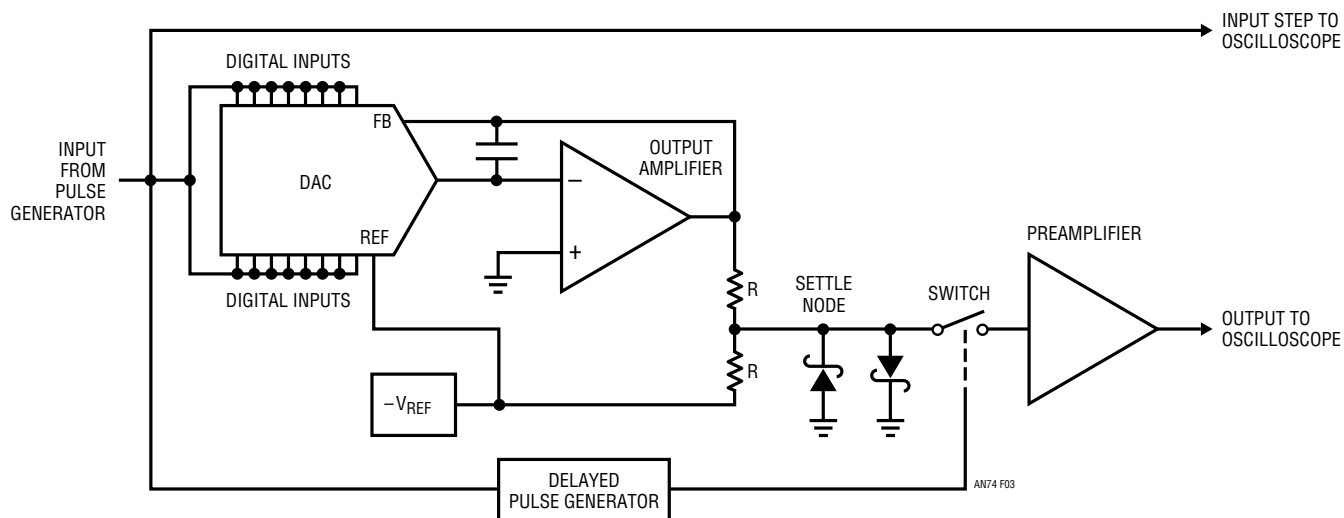 INPUT STEP TO
OSCILLOSCOPE
DIGITAL INPUTS
FB
OUTPUT
AMPLIFIER
INPUT
FROM
PULSE
GENERATOR
DAC
−
+
REF
DIGITAL INPUTS
R
SETTLE
NODE
SWITCH
PREAMPLIFIER
OUTPUT TO
OSCILLOSCOPE
R
–VREF
DELAYED
PULSE GENERATOR
AN74 F03